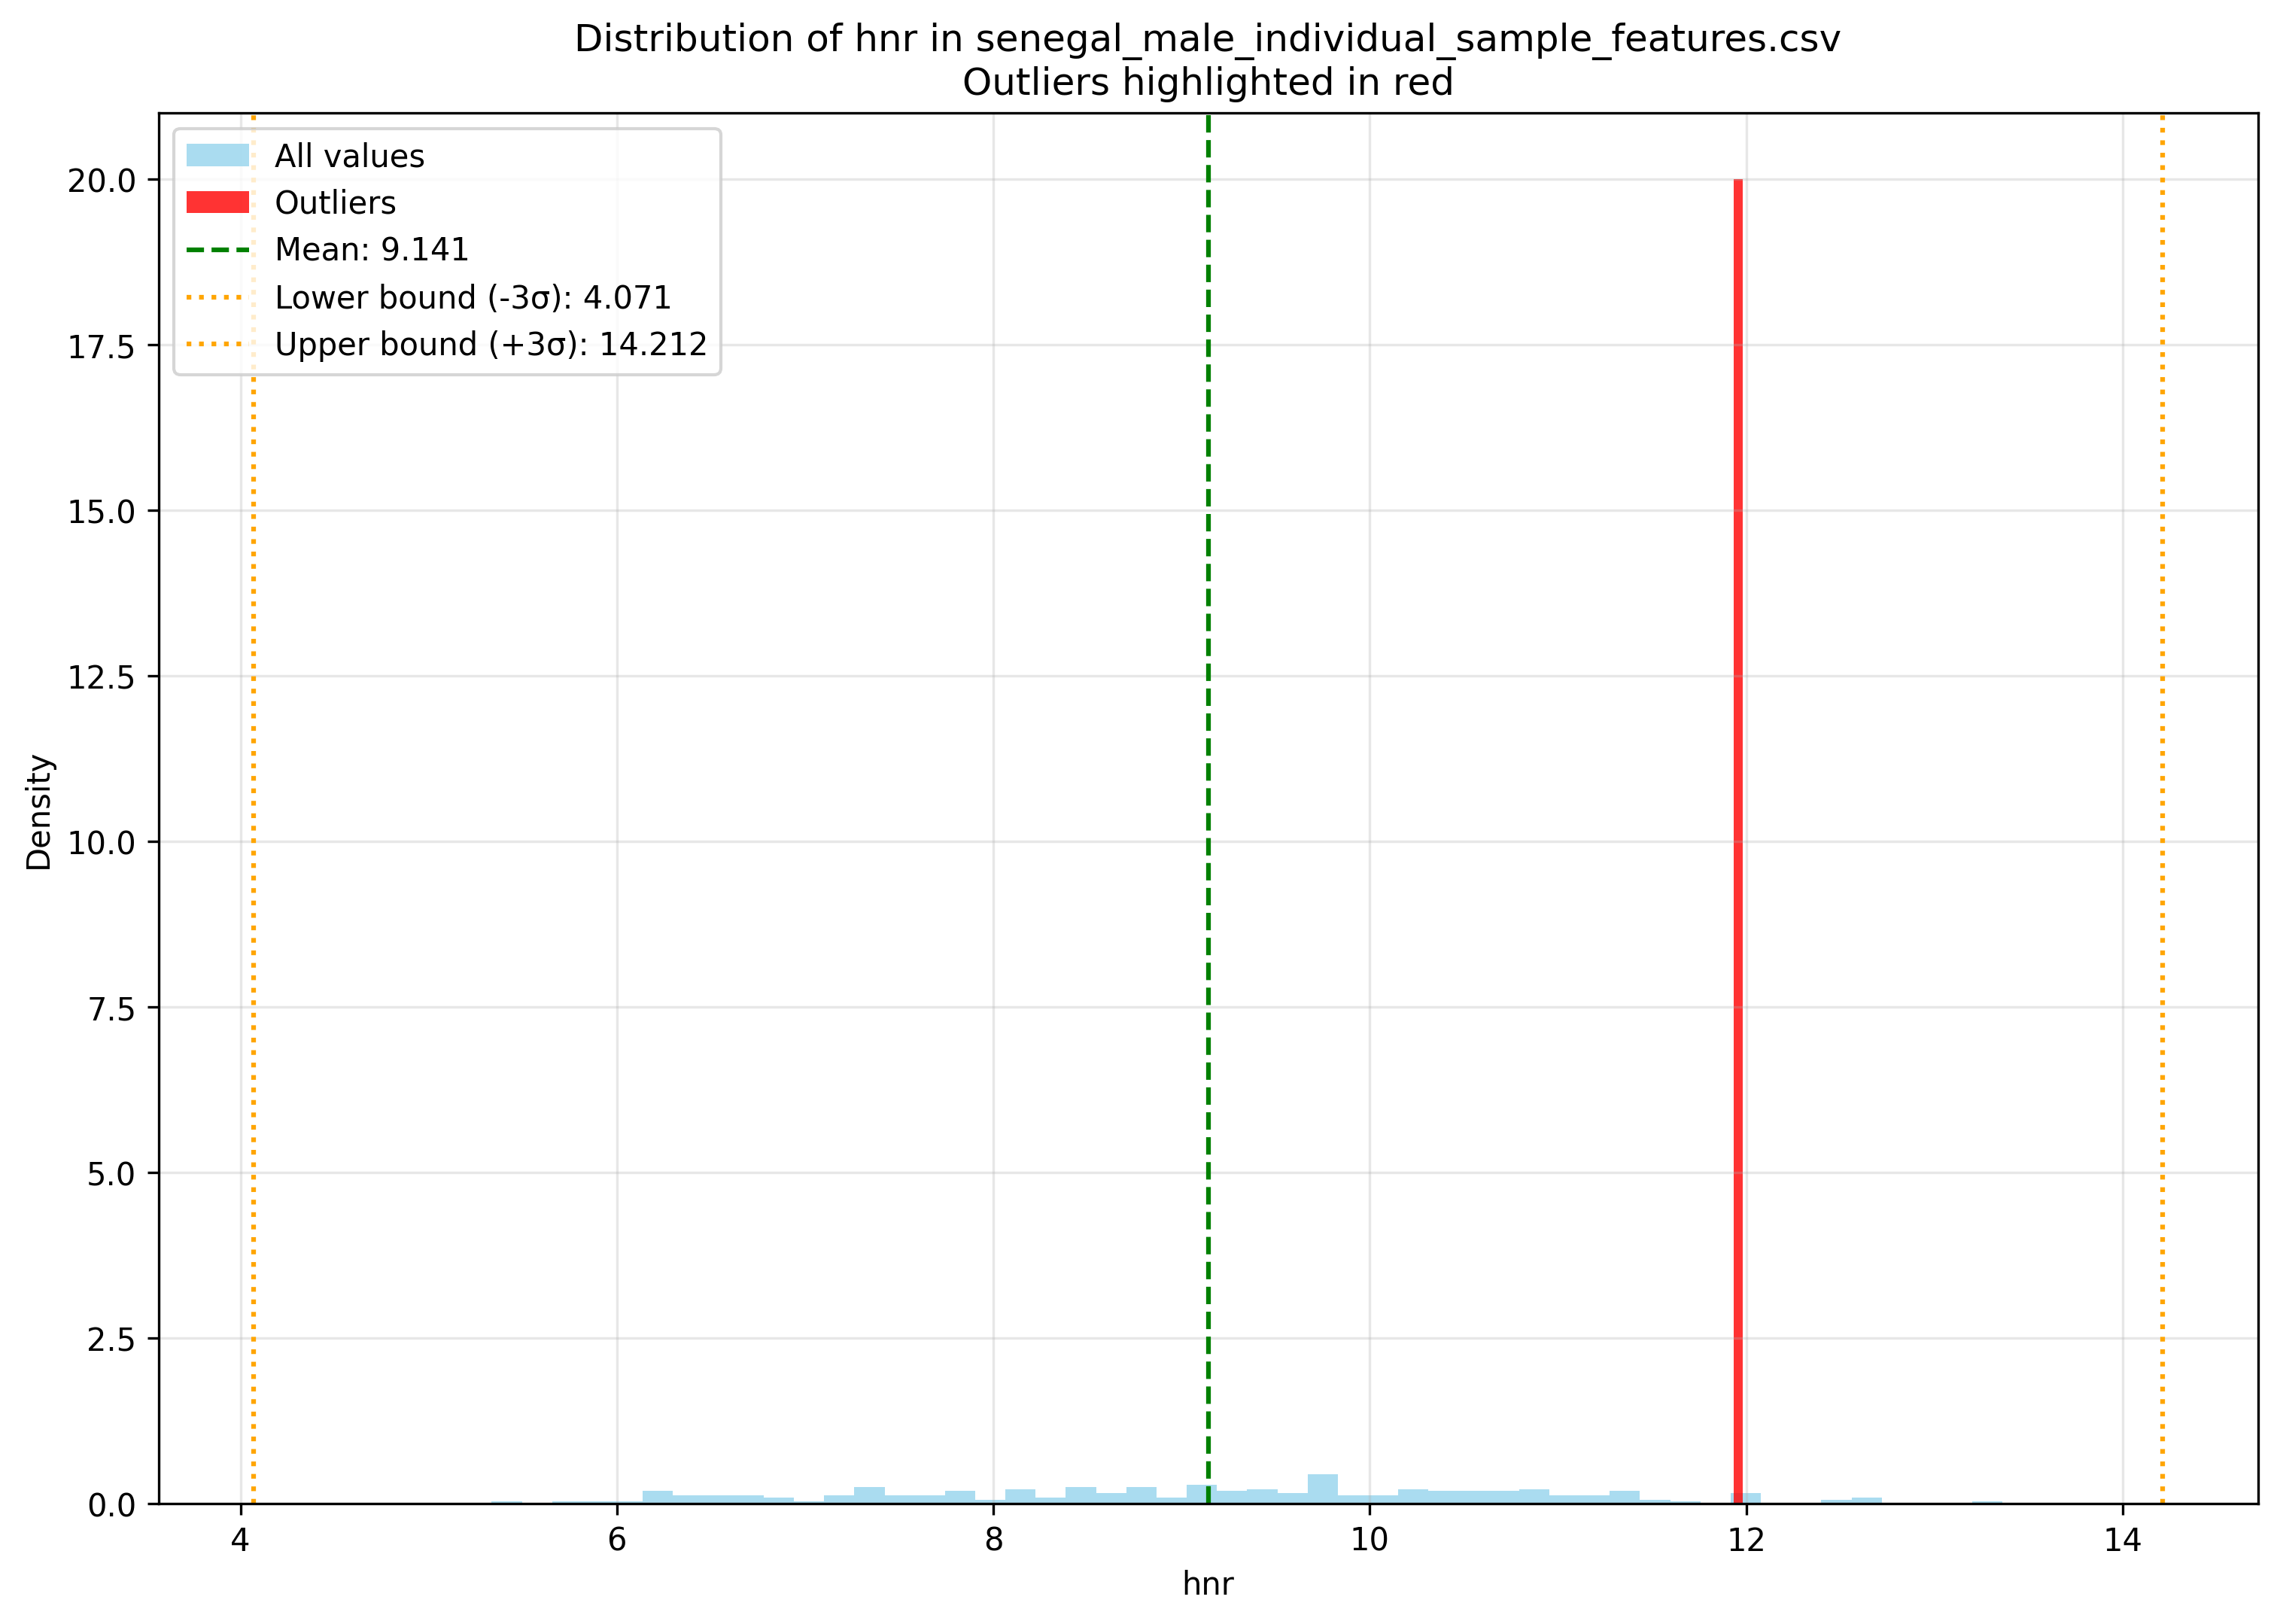 Distribution of hnr in senegal_male_individual_sample_features.csv
Outliers highlighted in red
All values
Outliers
Mean: 9.141
Lower bound (-3σ): 4.071
Upper bound (+3σ): 14.212
20.0
17.5
15.0
12.5
10.0
7.5
5.0
2.5
0.0
Density
4
6
8
10
12
14
hnr